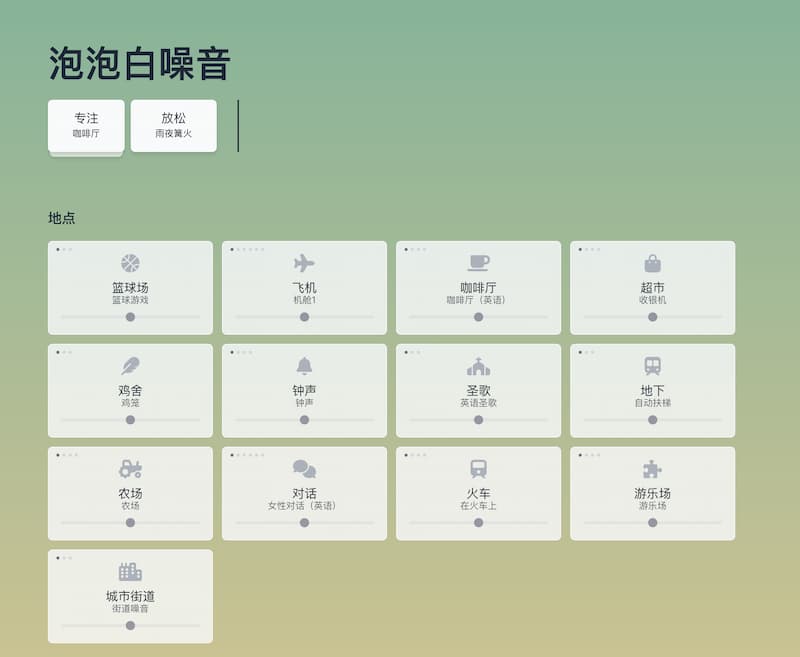 泡泡白噪音
专注
咖啡厅
放松
雨夜篝火
地点
篮球场
篮球游戏
飞机
机舱1
咖啡厅
咖啡厅（英语）
超市
收银机
鸡舍
鸡笼
钟声
钟声
圣歌
英语圣歌
地下
自动扶梯
农场
农场
对话
女性对话（英语）
火车
在火车上
游乐场
游乐场
城市街道
街道噪音